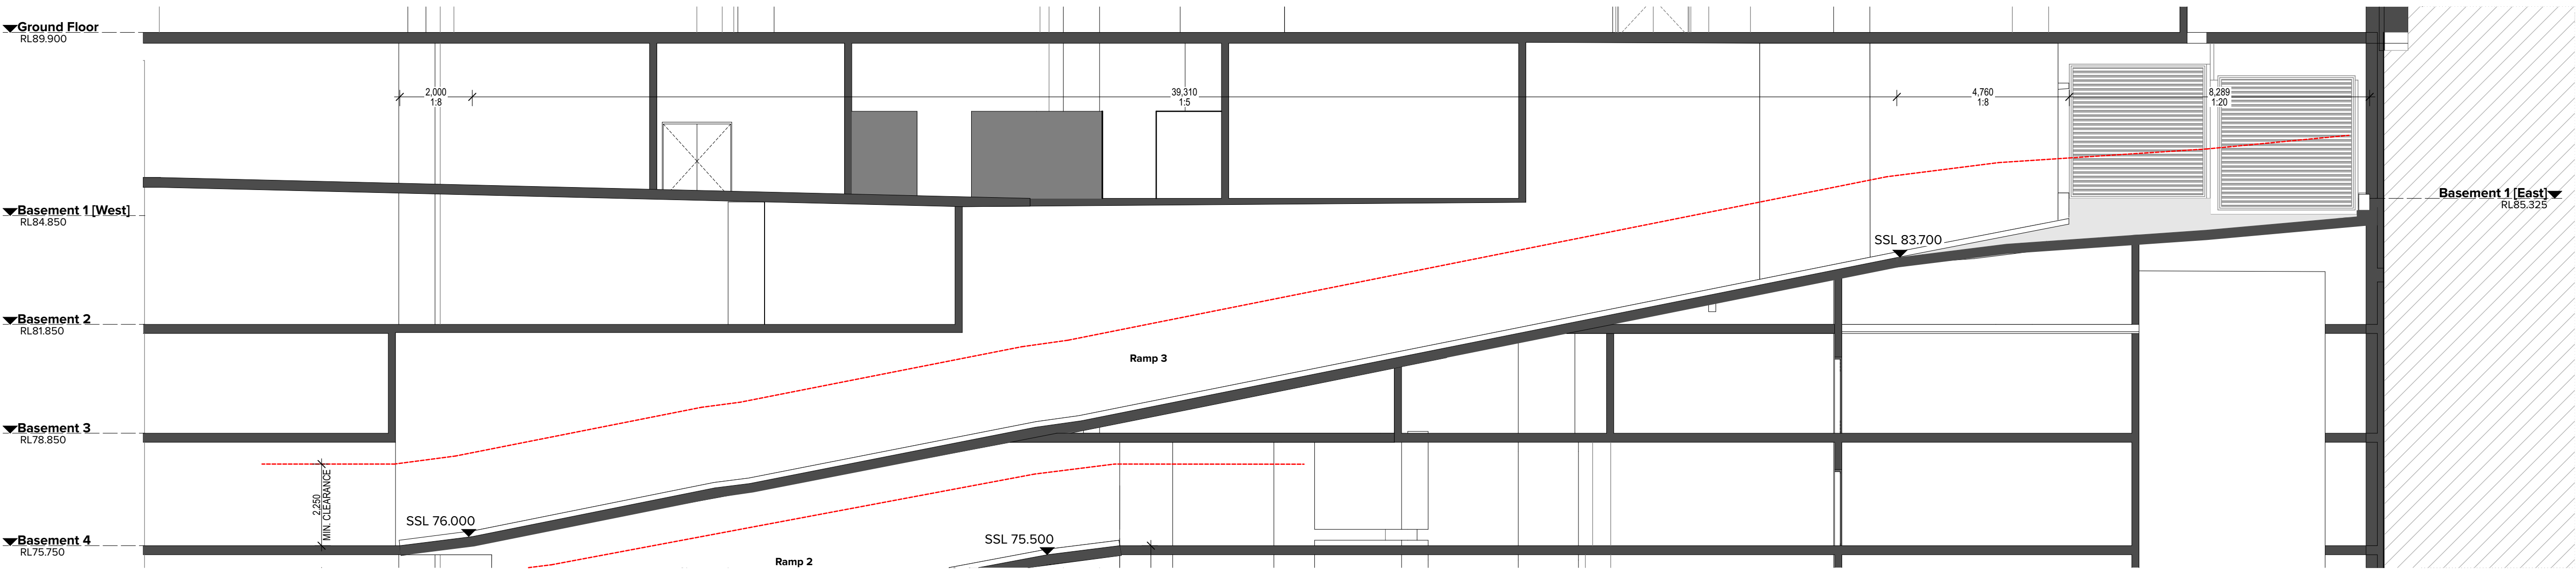 Ground Floor
RL89.900
2,000
1:8
39,310
1:5
4,760
1:8
8,289
1:20
Basement 1 [West]
RL84.850
Basement 1 [East]
RL85.325
SSL 83.700
Basement 2
RL81.850
Ramp 3
Basement 3
RL78.850
2,250
MIN. CLEARANCE
SSL 76.000
SSL 75.500
Basement 4
RL75.750
Ramp 2